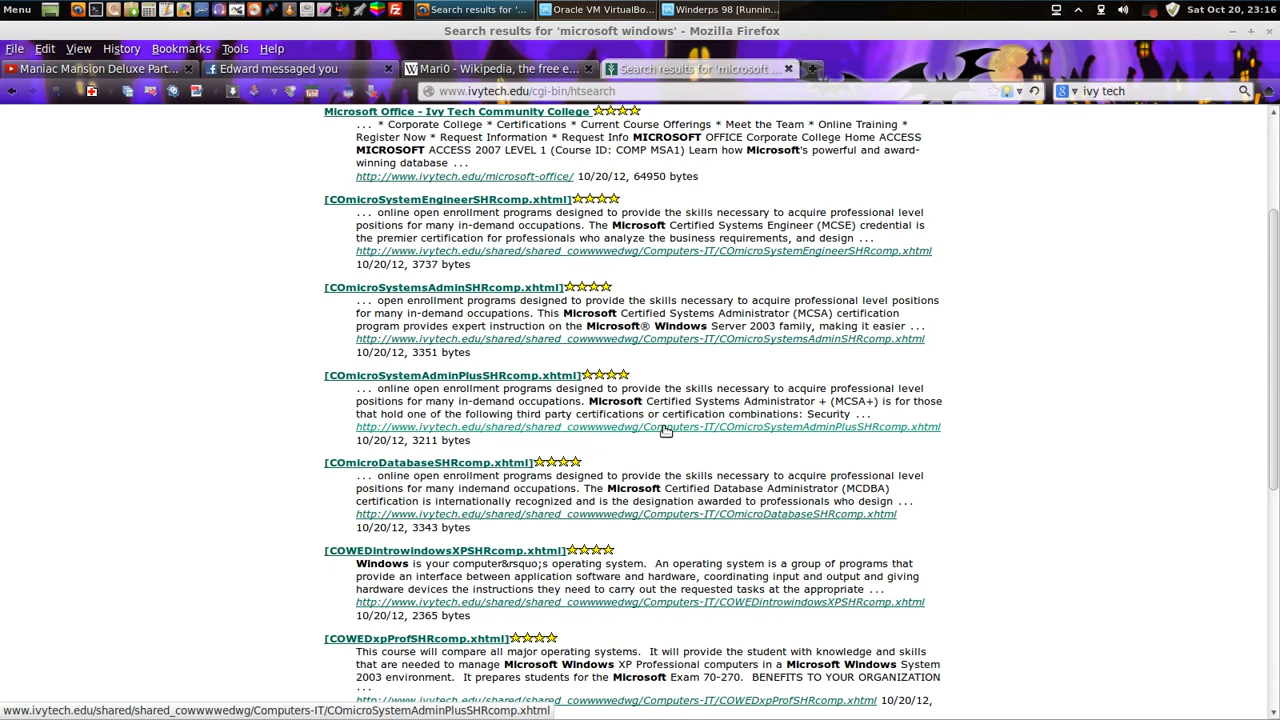 Menu Search results for '... Oracle VM VirtualBo... Winderps 98 [Runnin... Sat Oct 20, 23:16
Search results for 'microsoft windows' - Mozilla Firefox
File Edit View History Bookmarks Tools Help
Maniac Mansion Deluxe Part... Edward messaged you Mari0 - Wikipedia, the free e... Search results for 'microsoft ...
www.ivytech.edu/cgi-bin/htsearch ivy tech
Microsoft Office - Ivy Tech Community College
... * Corporate College * Certifications * Current Course Offerings * Meet the Team * Online Training *
Register Now * Request Information * Request Info MICROSOFT OFFICE Corporate College Home ACCESS
MICROSOFT ACCESS 2007 LEVEL 1 (Course ID: COMP MSA1) Learn how Microsoft's powerful and award-
winning database ...
http://www.ivytech.edu/microsoft-office/ 10/20/12, 64950 bytes
[COmicroSystemEngineerSHRcomp.xhtml]
... online open enrollment programs designed to provide the skills necessary to acquire professional level
positions for many in-demand occupations. The Microsoft Certified Systems Engineer (MCSE) credential is
the premier certification for professionals who analyze the business requirements, and design ...
http://www.ivytech.edu/shared/shared_cowwwwedwg/Computers-IT/COmicroSystemEngineerSHRcomp.xhtml
10/20/12, 3737 bytes
[COmicroSystemsAdminSHRcomp.xhtml]
... open enrollment programs designed to provide the skills necessary to acquire professional level positions
for many in-demand occupations. This Microsoft Certified Systems Administrator (MCSA) certification
program provides expert instruction on the Microsoft® Windows Server 2003 family, making it easier ...
http://www.ivytech.edu/shared/shared_cowwwwedwg/Computers-IT/COmicroSystemsAdminSHRcomp.xhtml
10/20/12, 3351 bytes
[COmicroSystemAdminPlusSHRcomp.xhtml]
... online open enrollment programs designed to provide the skills necessary to acquire professional level
positions for many in-demand occupations. Microsoft Certified Systems Administrator + (MCSA+) is for those
that hold one of the following third party certifications or certification combinations: Security ...
http://www.ivytech.edu/shared/shared_cowwwwedwg/Computers-IT/COmicroSystemAdminPlusSHRcomp.xhtml
10/20/12, 3211 bytes
[COmicroDatabaseSHRcomp.xhtml]
... online open enrollment programs designed to provide the skills necessary to acquire professional level
positions for many indemand occupations. The Microsoft Certified Database Administrator (MCDBA)
certification is internationally recognized and is the designation awarded to professionals who design ...
http://www.ivytech.edu/shared/shared_cowwwwedwg/Computers-IT/COmicroDatabaseSHRcomp.xhtml
10/20/12, 3343 bytes
[COWEDintrowindowsXPSHRcomp.xhtml]
Windows is your computer&rsquo;s operating system. An operating system is a group of programs that
provide an interface between application software and hardware, coordinating input and output and giving
hardware devices the instructions they need to carry out the requested tasks at the appropriate ...
http://www.ivytech.edu/shared/shared_cowwwwedwg/Computers-IT/COWEDintrowindowsXPSHRcomp.xhtml
10/20/12, 2365 bytes
[COWEDxpProfSHRcomp.xhtml]
This course will compare all major operating systems. It will provide the student with knowledge and skills
that are needed to manage Microsoft Windows XP Professional computers in a Microsoft Windows System
2003 environment. It prepares students for the Microsoft Exam 70-270. BENEFITS TO YOUR ORGANIZATION
...
http://www.ivytech.edu/shared/shared_cowwwwedwg/Computers-IT/COWEDxpProfSHRcomp.xhtml 10/20/12,
www.ivytech.edu/shared/shared_cowwwwedwg/Computers-IT/COmicroSystemAdminPlusSHRcomp.xhtml